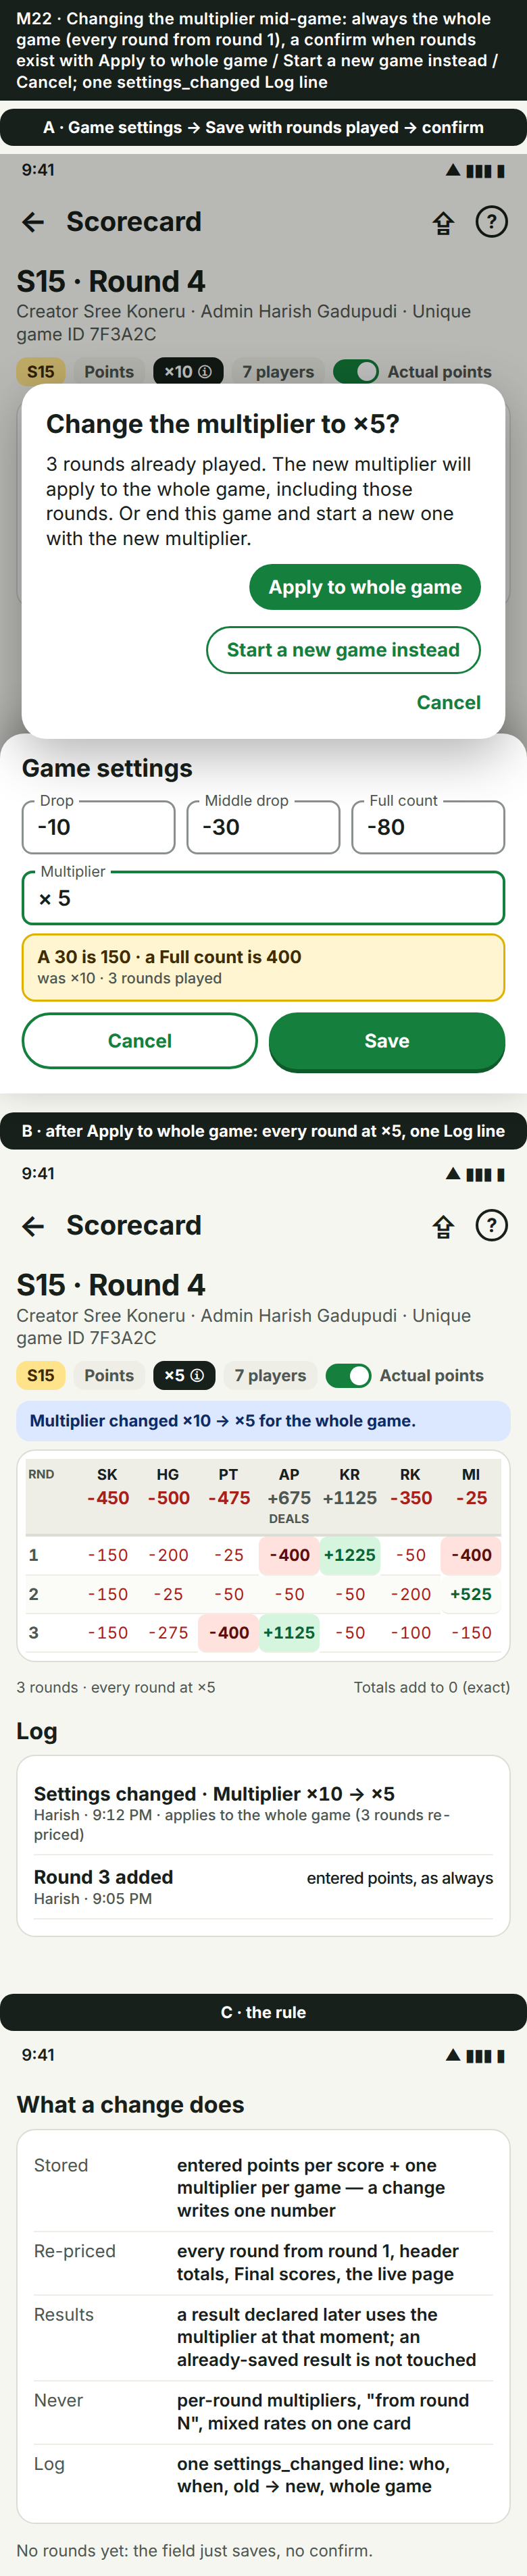 M22 · Changing the multiplier mid-game: always the whole
game (every round from round 1), a confirm when rounds
exist with Apply to whole game / Start a new game instead /
Cancel; one settings_changed Log line
A · Game settings → Save with rounds played → confirm
9:41
← Scorecard ?
S15 · Round 4
Creator Sree Koneru · Admin Harish Gadupudi · Unique
game ID 7F3A2C
S15 Points ×10 ⓘ 7 players Actual points
Change the multiplier to ×5?
3 rounds already played. The new multiplier will
apply to the whole game, including those
rounds. Or end this game and start a new one
with the new multiplier.
Apply to whole game
Start a new game instead
Cancel
Game settings
Drop Middle drop Full count
-10 -30 -80
Multiplier
× 5
A 30 is 150 · a Full count is 400
was ×10 · 3 rounds played
Cancel Save
B · after Apply to whole game: every round at ×5, one Log line
9:41
← Scorecard ?
S15 · Round 4
Creator Sree Koneru · Admin Harish Gadupudi · Unique
game ID 7F3A2C
S15 Points ×5 ⓘ 7 players Actual points
Multiplier changed ×10 → ×5 for the whole game.
RND SK HG PT AP KR RK MI
-450 -500 -475 +675 +1125 -350 -25
DEALS
1 -150 -200 -25 -400 +1225 -50 -400
2 -150 -25 -50 -50 -50 -200 +525
3 -150 -275 -400 +1125 -50 -100 -150
3 rounds · every round at ×5 Totals add to 0 (exact)
Log
Settings changed · Multiplier ×10 → ×5
Harish · 9:12 PM · applies to the whole game (3 rounds re-
priced)
Round 3 added entered points, as always
Harish · 9:05 PM
C · the rule
9:41
What a change does
Stored entered points per score + one
multiplier per game — a change
writes one number
Re-priced every round from round 1, header
totals, Final scores, the live page
Results a result declared later uses the
multiplier at that moment; an
already-saved result is not touched
Never per-round multipliers, "from round
N", mixed rates on one card
Log one settings_changed line: who,
when, old → new, whole game
No rounds yet: the field just saves, no confirm.